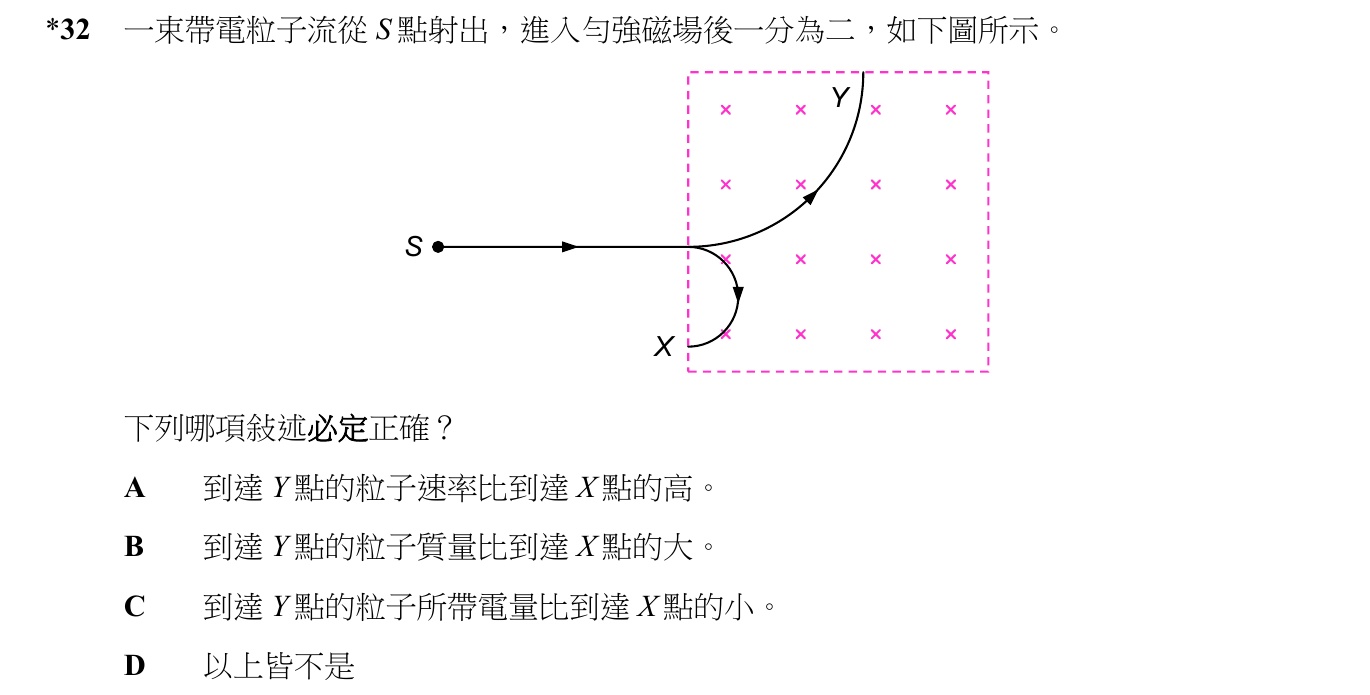 *32 一束帶電粒子流從 S 點射出，進入勻強磁場後一分為二，如下圖所示。
Y
S
X
下列哪項敍述必定正確？
A 到達 Y 點的粒子速率比到達 X 點的高。
B 到達 Y 點的粒子質量比到達 X 點的大。
C 到達 Y 點的粒子所帶電量比到達 X 點的小。
D 以上皆不是